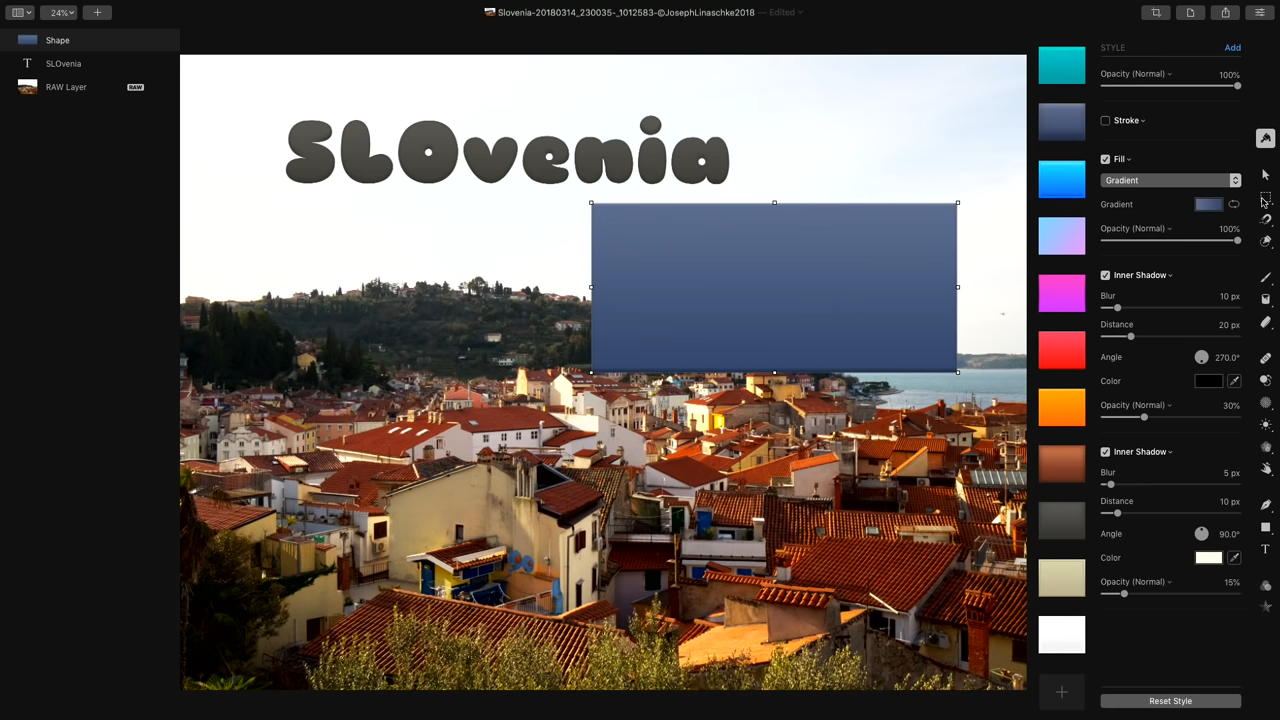 24%
Slovenia-20180314_230035-_1012583-©JosephLinaschke2018 — Edited
Shape
T SLOvenia
RAW Layer RAW
SLOvenia
STYLE Add
Opacity (Normal) 100%
Stroke
Fill
Gradient
Gradient
Opacity (Normal) 100%
Inner Shadow
Blur 10 px
Distance 20 px
Angle 270.0°
Color
Opacity (Normal) 30%
Inner Shadow
Blur 5 px
Distance 10 px
Angle 90.0°
Color
Opacity (Normal) 15%
Reset Style
T